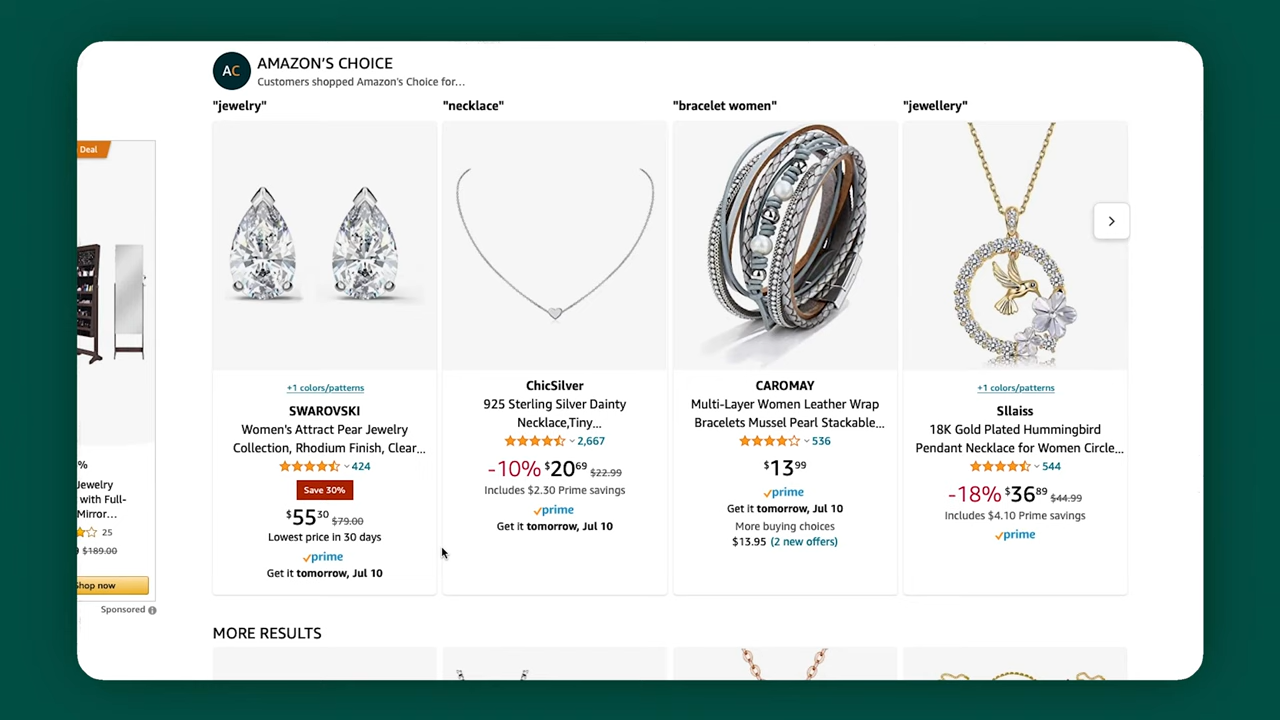 AC
AMAZON'S CHOICE
Customers shopped Amazon's Choice for...
"jewelry"
"necklace"
"bracelet women"
"jewellery"
Deal
%
Jewelry
with Full-
Mirror...
25
$189.00
Shop now
Sponsored
+1 colors/patterns
SWAROVSKI
Women's Attract Pear Jewelry
Collection, Rhodium Finish, Clear...
424
Save 30%
$55.30 $79.00
Lowest price in 30 days
prime
Get it tomorrow, Jul 10
ChicSilver
925 Sterling Silver Dainty
Necklace,Tiny...
2,667
-10% $20.69 $22.99
Includes $2.30 Prime savings
prime
Get it tomorrow, Jul 10
CAROMAY
Multi-Layer Women Leather Wrap
Bracelets Mussel Pearl Stackable...
536
$13.99
prime
Get it tomorrow, Jul 10
More buying choices
$13.95 (2 new offers)
+1 colors/patterns
Sllaiss
18K Gold Plated Hummingbird
Pendant Necklace for Women Circle...
544
-18% $36.89 $44.99
Includes $4.10 Prime savings
prime
MORE RESULTS